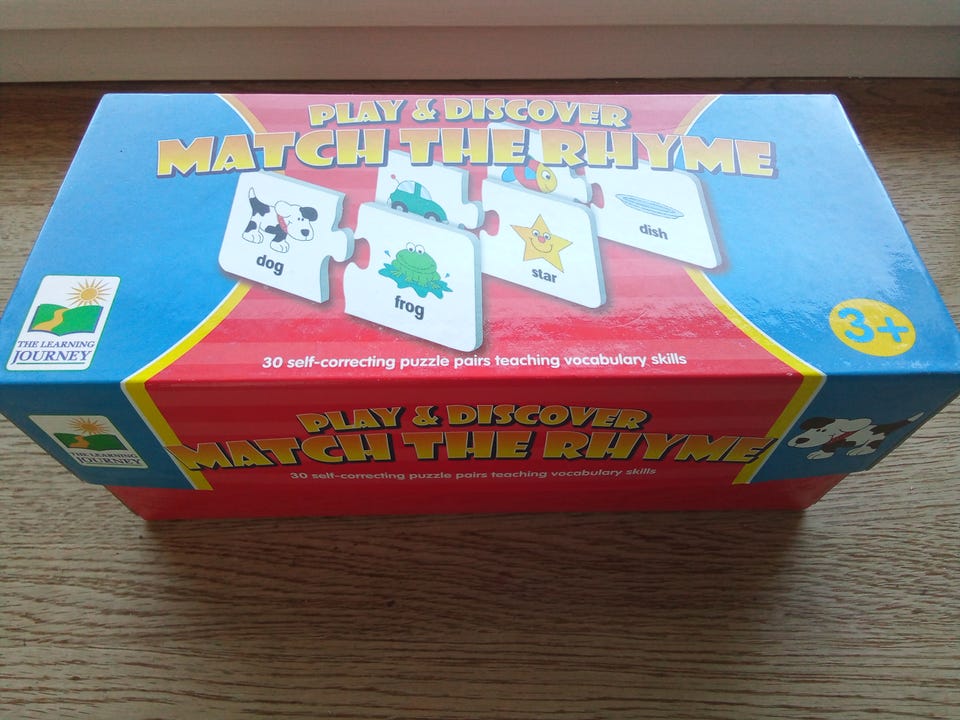 PLAY & DISCOVER
MATCH THE RHYME
dog
frog
star
dish
THE LEARNING
JOURNEY
3+
30 self-correcting puzzle pairs teaching vocabulary skills
PLAY & DISCOVER
MATCH THE RHYME
THE LEARNING
JOURNEY
30 self-correcting puzzle pairs teaching vocabulary skills